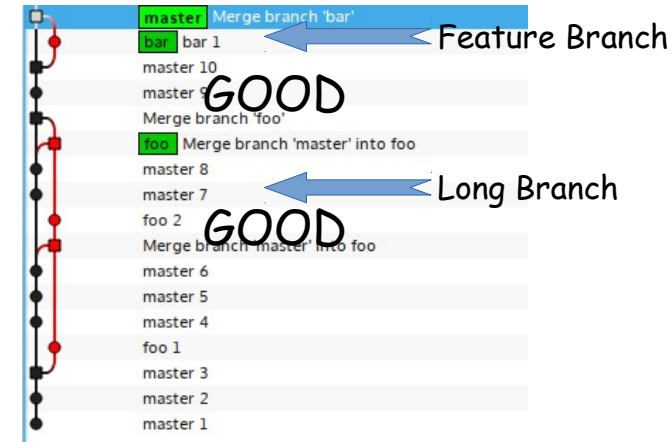 master Merge branch 'bar'
bar bar 1
Feature Branch
master 10
master 9
GOOD
Merge branch 'foo'
foo Merge branch 'master' into foo
master 8
master 7
Long Branch
foo 2
GOOD
Merge branch 'master' into foo
master 6
master 5
master 4
foo 1
master 3
master 2
master 1